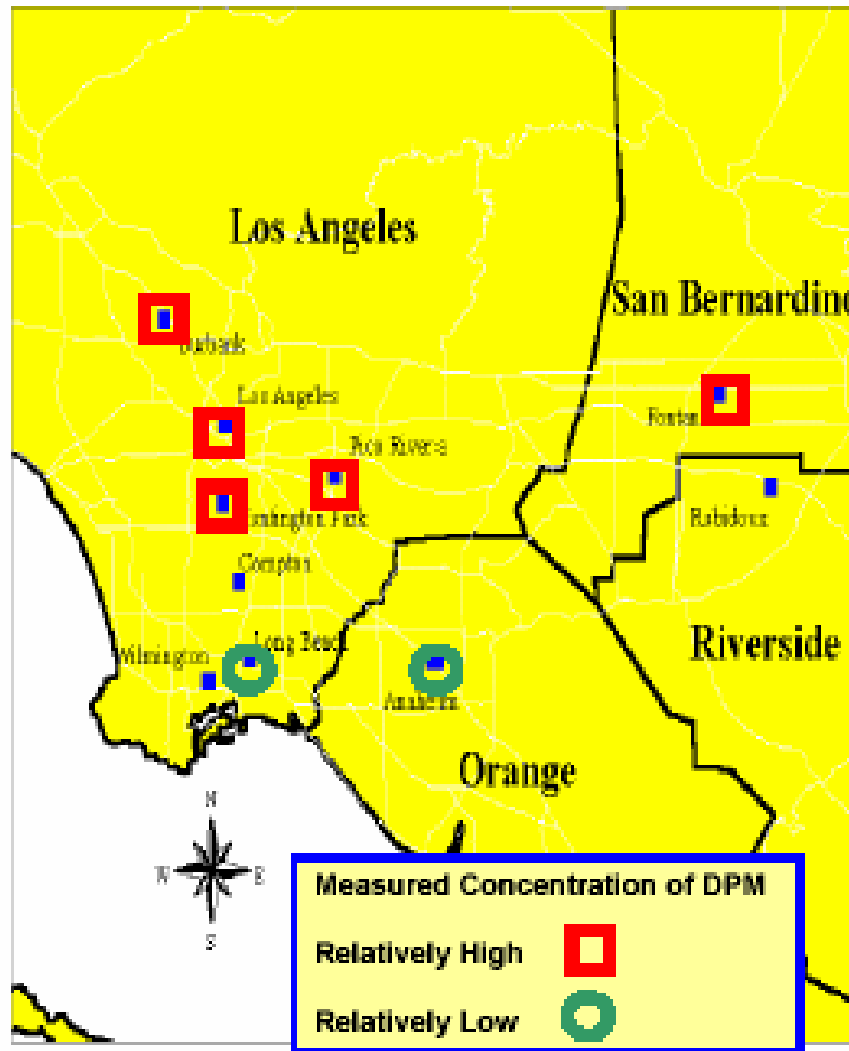 Los Angeles
San Bernardino
Burbank
Los Angeles
Pico Rivera
Fontan
Huntington Park
Rubidoux
Compton
Long Beach
Wilmington
Riverside
Anaheim
Orange
N
W
E
S
Measured Concentration of DPM
Relatively High
Relatively Low